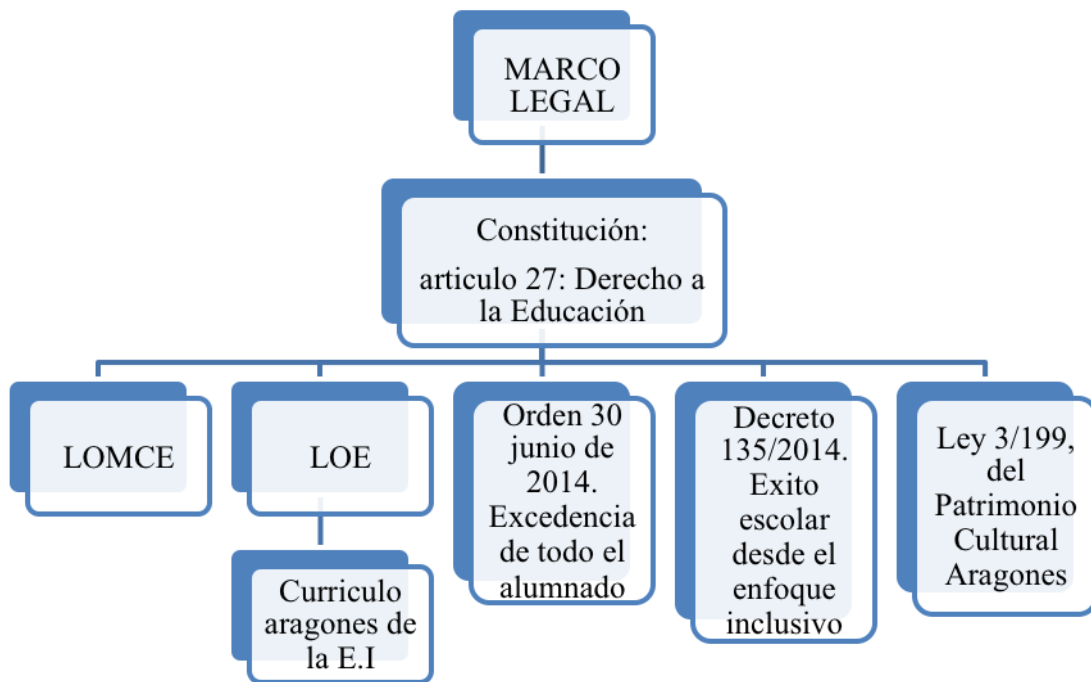 MARCO
LEGAL
Constitución:
articulo 27: Derecho a
la Educación
LOMCE
LOE
Curriculo
aragones de
la E.I
Orden 30
junio de
2014.
Excedencia
de todo el
alumnado
Decreto
135/2014.
Exito
escolar
desde el
enfoque
inclusivo
Ley 3/199,
del
Patrimonio
Cultural
Aragones